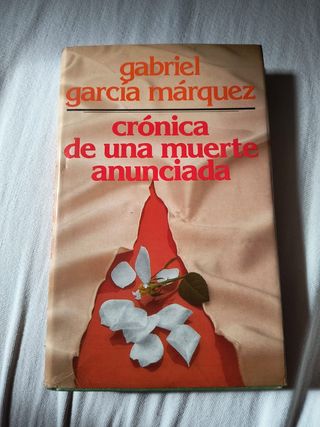 gabriel
garcía márquez
crónica
de una muerte
anunciada